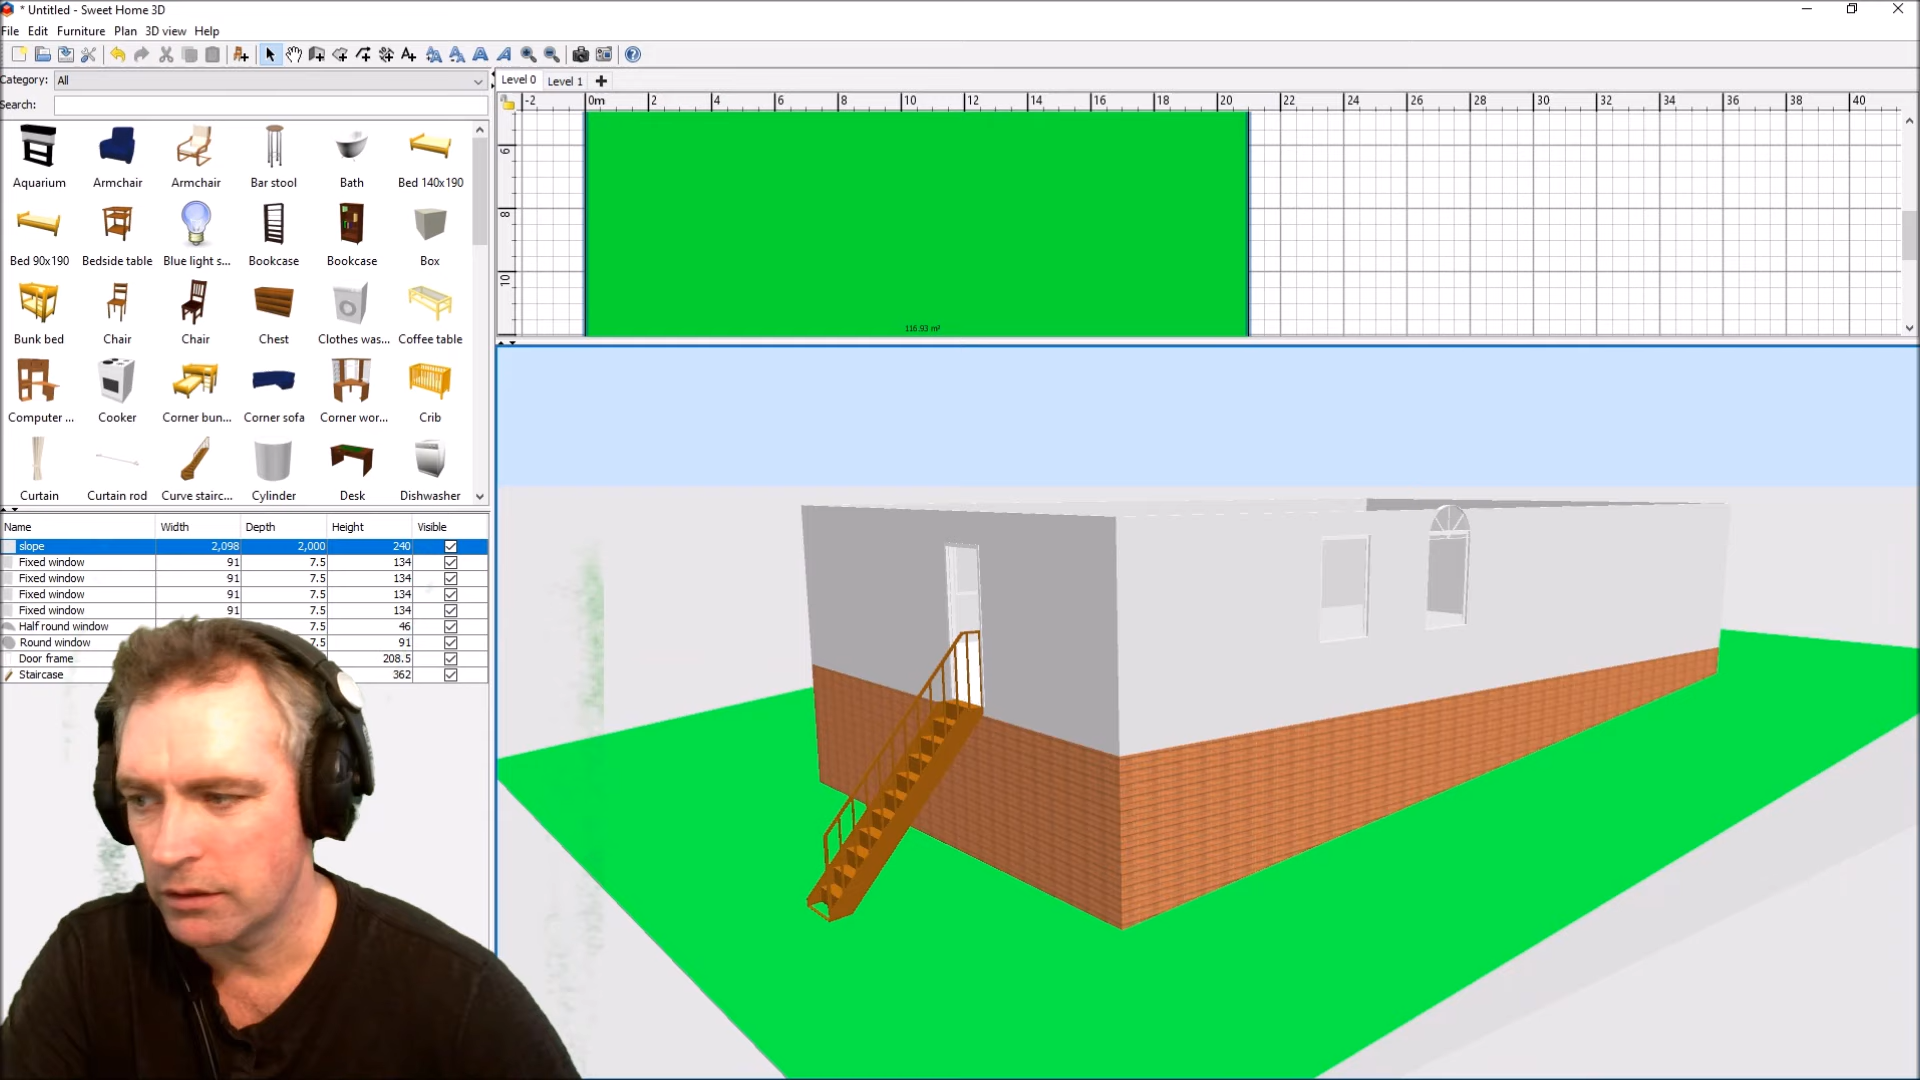 * Untitled - Sweet Home 3D
File Edit Furniture Plan 3D view Help
Category: All
Search:
Aquarium Armchair Armchair Bar stool Bath Bed 140x190
Bed 90x190 Bedside table Blue light s... Bookcase Bookcase Box
Bunk bed Chair Chair Chest Clothes was... Coffee table
Computer ... Cooker Corner bun... Corner sofa Corner wor... Crib
Curtain Curtain rod Curve stairc... Cylinder Desk Dishwasher
Name Width Depth Height Visible
slope 2,098 2,000 240
Fixed window 91 7.5 134
Fixed window 91 7.5 134
Fixed window 91 7.5 134
Fixed window 91 7.5 134
Half round window 7.5 46
Round window 7.5 91
Door frame 208.5
Staircase 362
Level 0 Level 1
-2 0m 2 4 6 8 10 12 14 16 18 20 22 24 26 28 30 32 34 36 38 40
6
8
10
116.93 m²